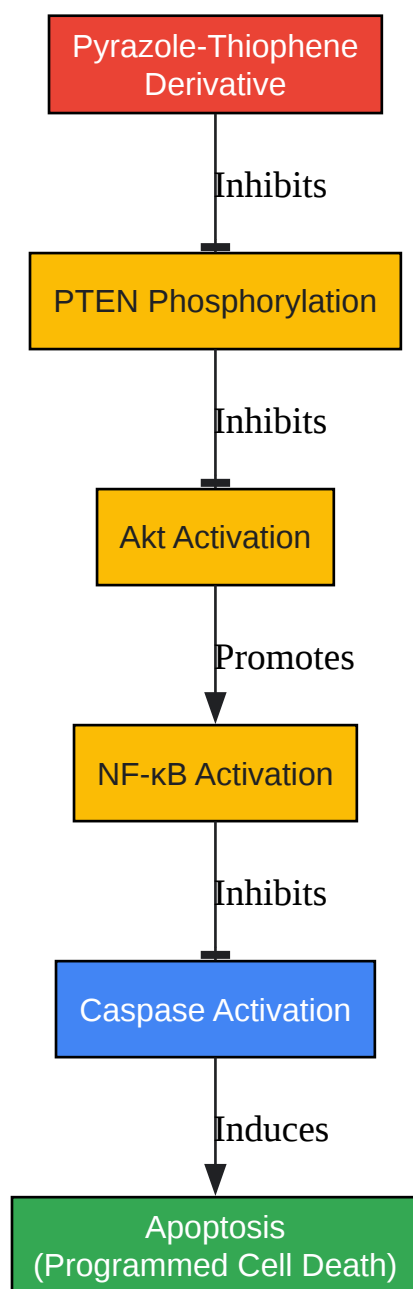 Pyrazole-Thiophene
Derivative
Inhibits
PTEN Phosphorylation
Inhibits
Akt Activation
Promotes
NF-κB Activation
Inhibits
Caspase Activation
Induces
Apoptosis
(Programmed Cell Death)